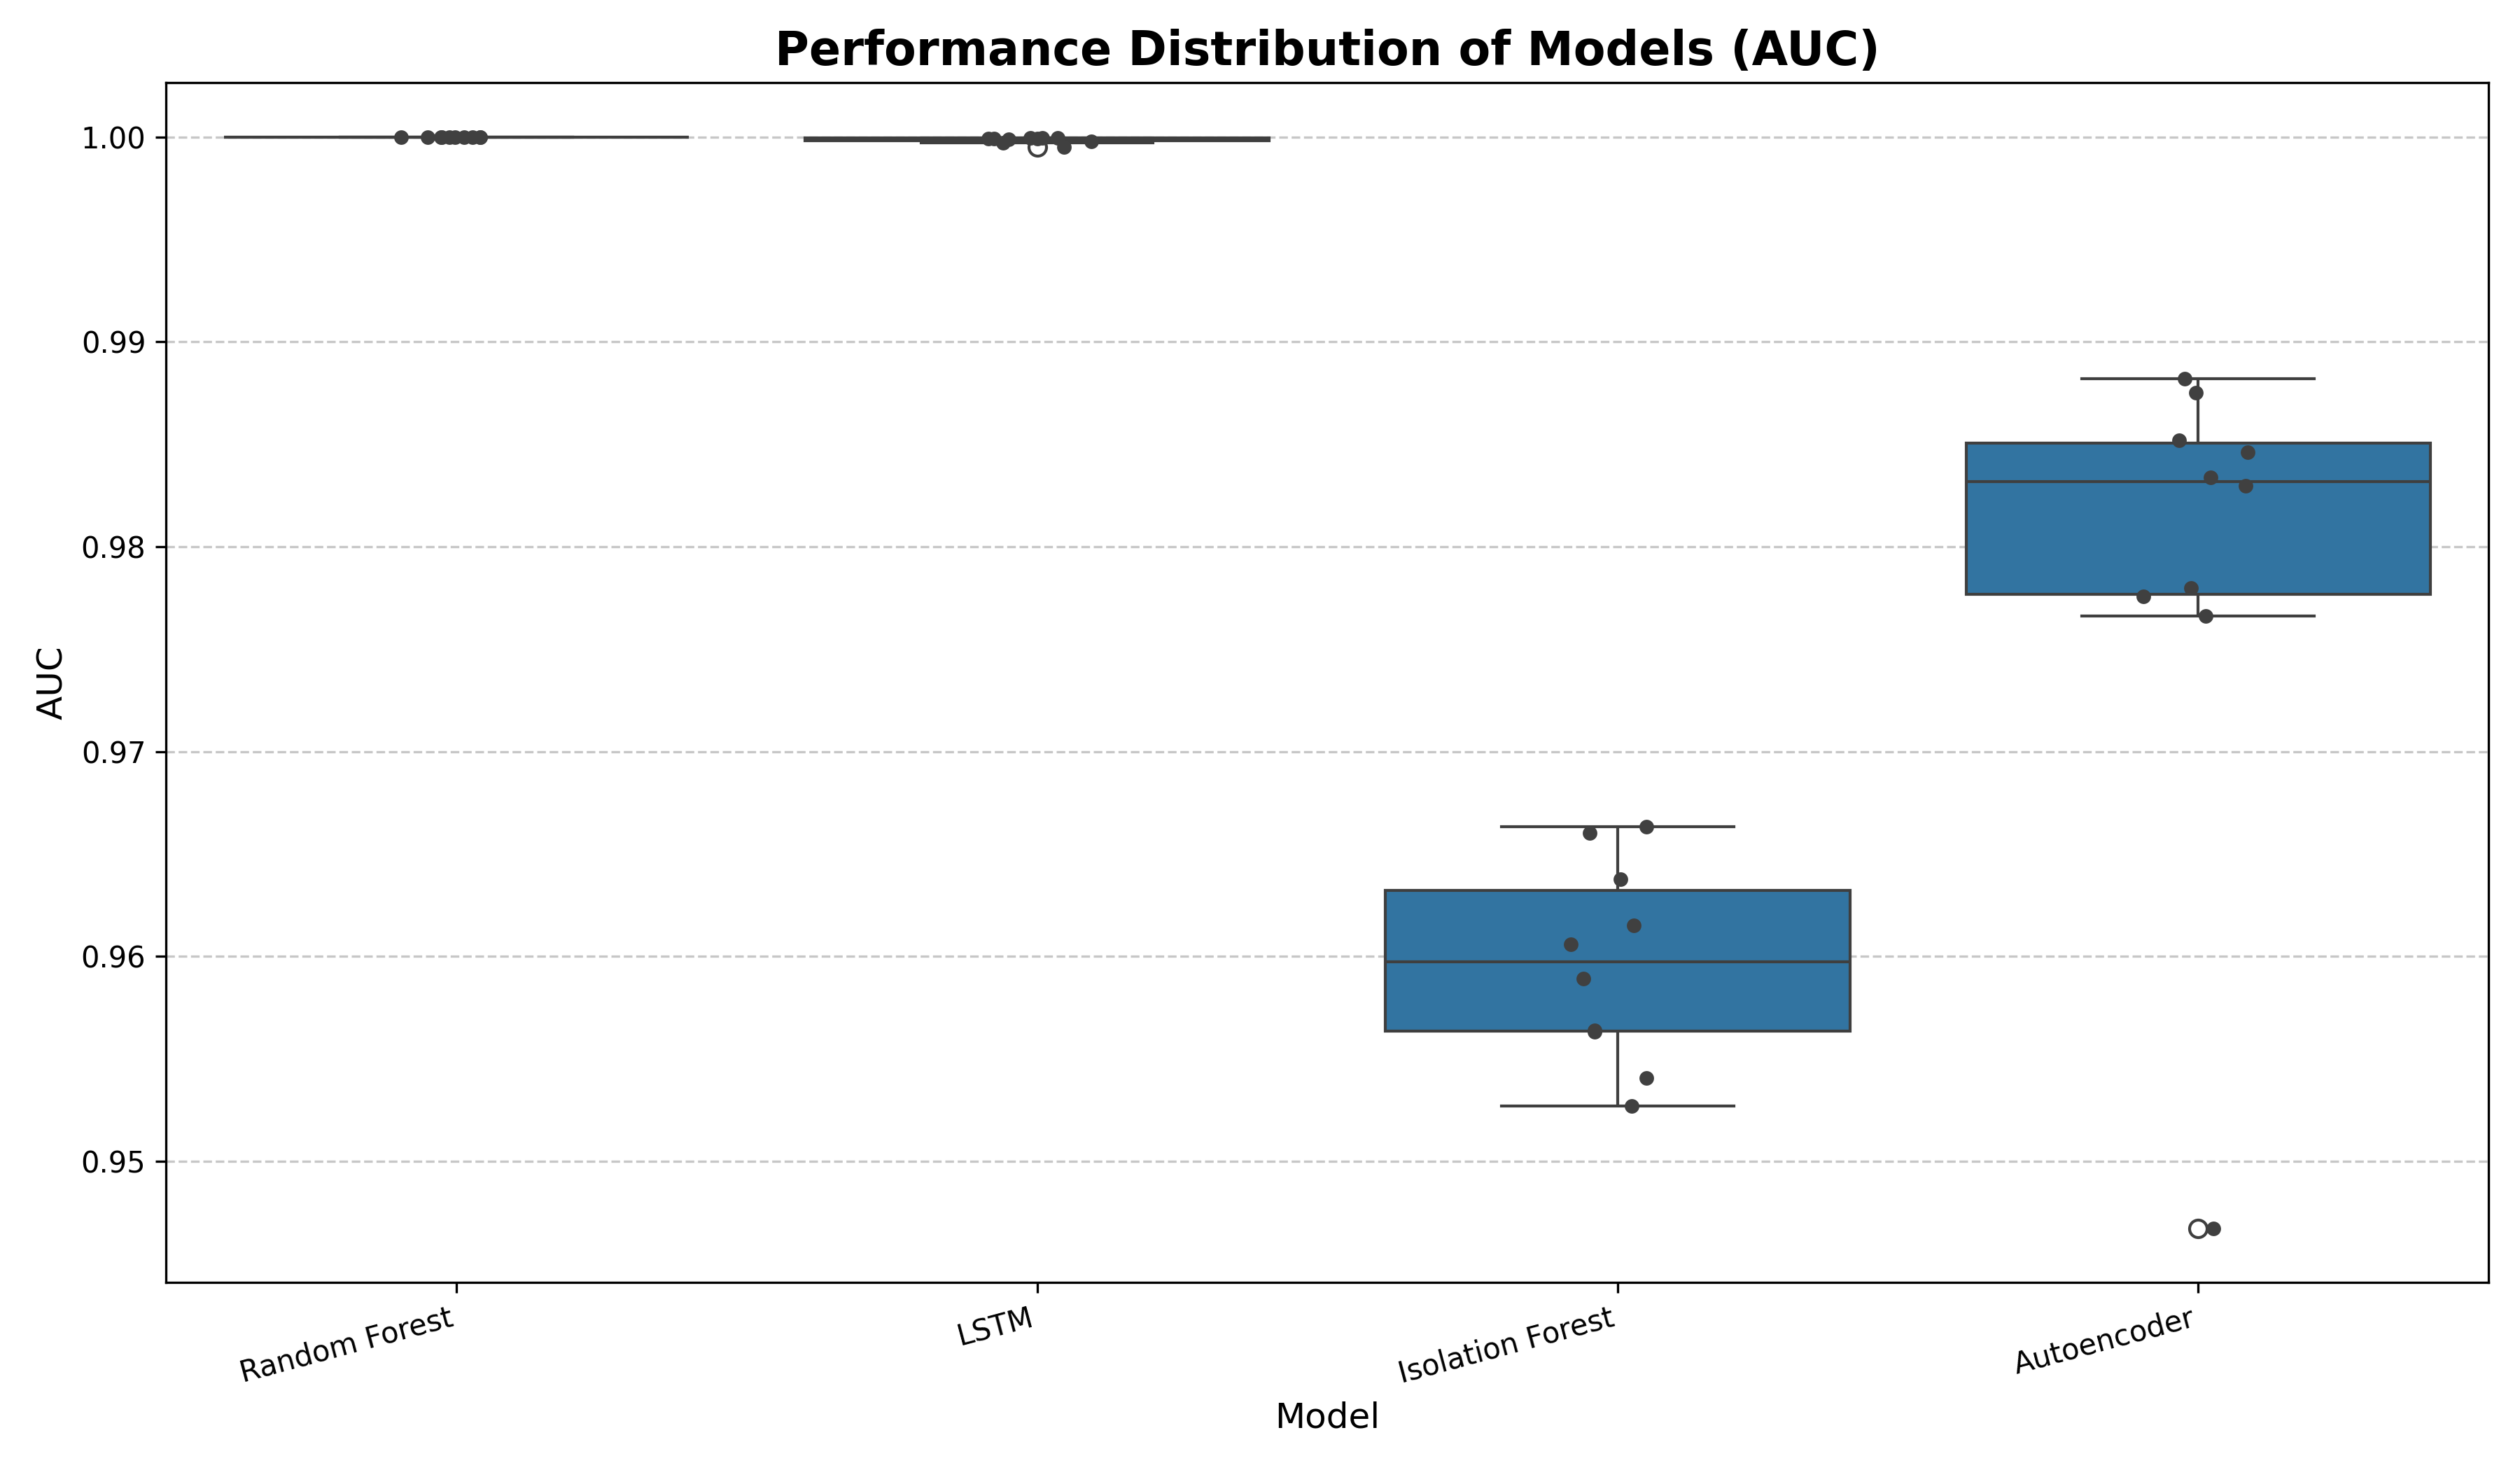 Performance Distribution of Models (AUC)
1.00
0.99
0.98
0.97
0.96
0.95
AUC
Random Forest
LSTM
Isolation Forest
Autoencoder
Model